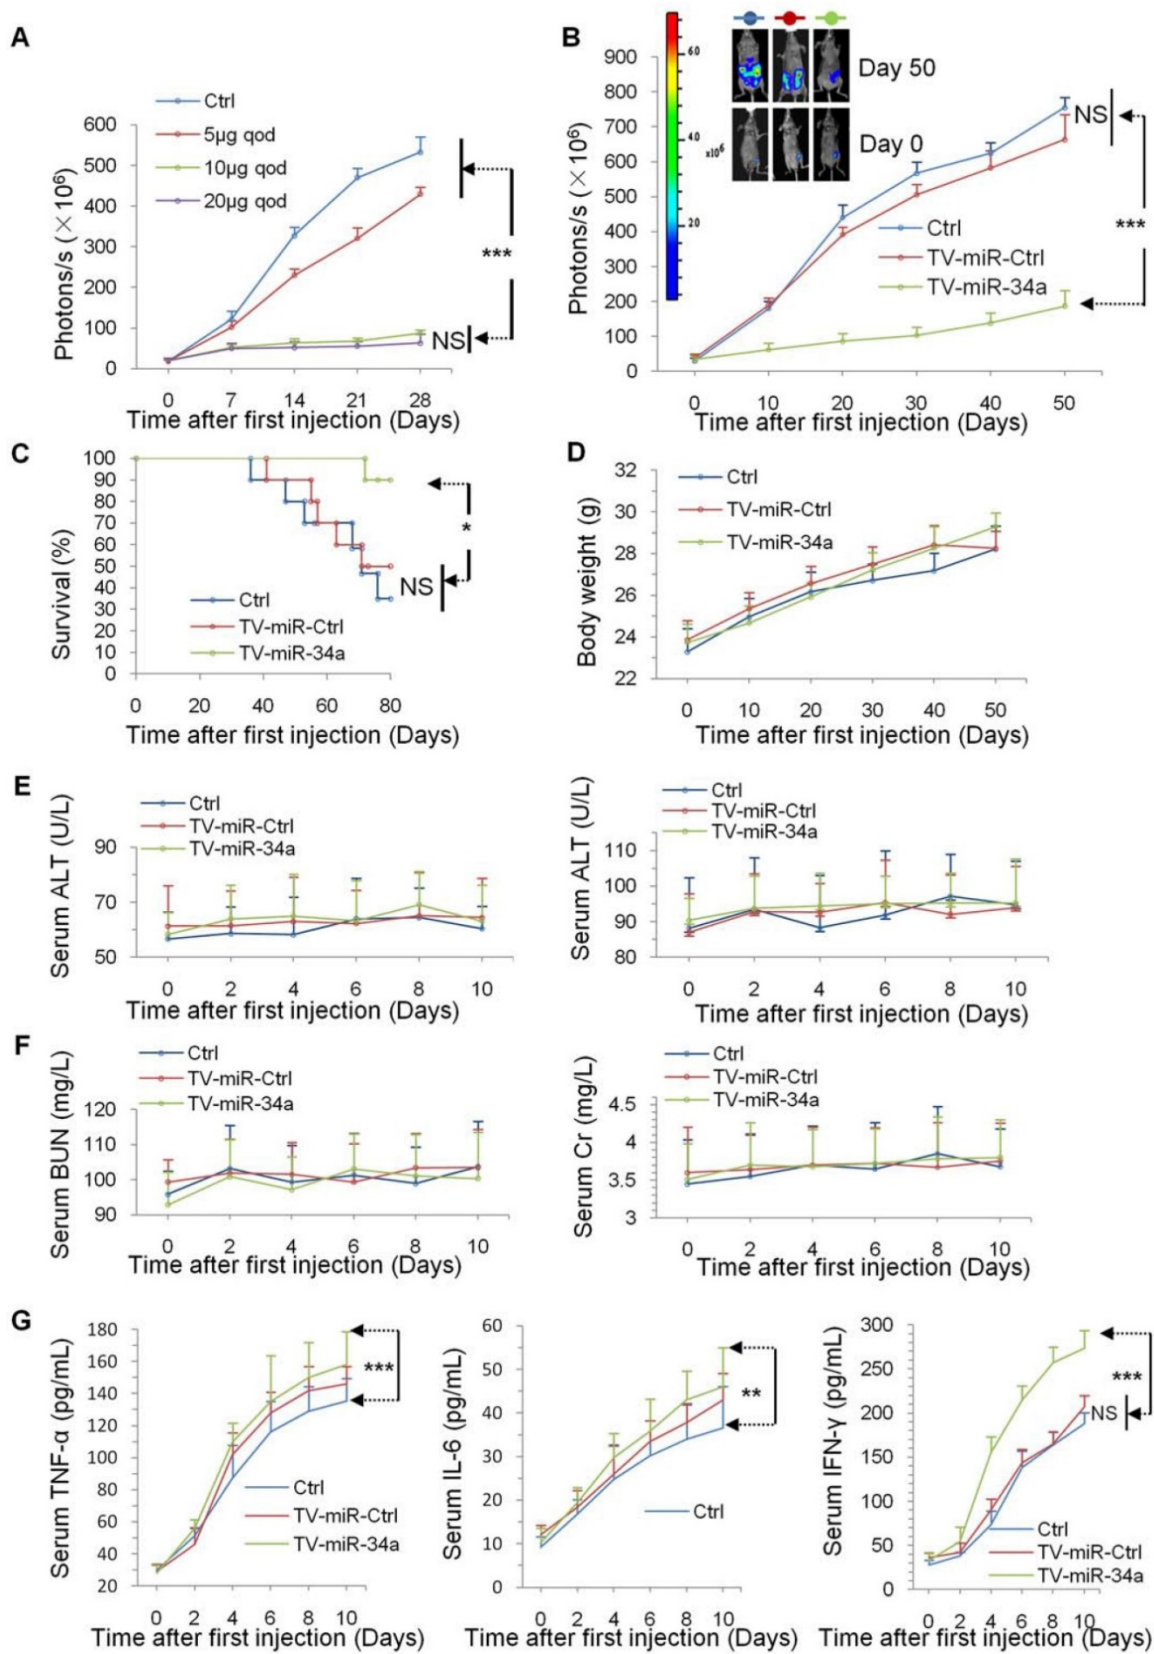 A
Ctrl
5µg qod
10µg qod
20µg qod
600
500
400
300
200
100
0
Photons/s (×10⁶)
***
NS
0 7 14 21 28
Time after first injection (Days)
B
60
40
x10⁶
20
Day 50
Day 0
900
800
700
600
500
400
300
200
100
0
Photons/s (×10⁶)
NS
***
Ctrl
TV-miR-Ctrl
TV-miR-34a
0 10 20 30 40 50
Time after first injection (Days)
C
100
90
80
70
60
50
40
30
20
10
0
Survival (%)
*
NS
Ctrl
TV-miR-Ctrl
TV-miR-34a
0 20 40 60 80
Time after first injection (Days)
D
32
30
28
26
24
22
Body weight (g)
Ctrl
TV-miR-Ctrl
TV-miR-34a
0 10 20 30 40 50
Time after first injection (Days)
E
Ctrl
TV-miR-Ctrl
TV-miR-34a
90
70
50
Serum ALT (U/L)
0 2 4 6 8 10
Time after first injection (Days)
Ctrl
TV-miR-Ctrl
TV-miR-34a
110
100
90
80
Serum ALT (U/L)
0 2 4 6 8 10
Time after first injection (Days)
F
Ctrl
TV-miR-Ctrl
TV-miR-34a
120
110
100
90
Serum BUN (mg/L)
0 2 4 6 8 10
Time after first injection (Days)
Ctrl
TV-miR-Ctrl
TV-miR-34a
4.5
4
3.5
3
Serum Cr (mg/L)
0 2 4 6 8 10
Time after first injection (Days)
G
180
160
140
120
100
80
60
40
20
Serum TNF-α (pg/mL)
***
Ctrl
TV-miR-Ctrl
TV-miR-34a
0 2 4 6 8 10
Time after first injection (Days)
60
50
40
30
20
10
0
Serum IL-6 (pg/mL)
**
Ctrl
0 2 4 6 8 10
Time after first injection (Days)
300
250
200
150
100
50
0
Serum IFN-γ (pg/mL)
***
NS
Ctrl
TV-miR-Ctrl
TV-miR-34a
0 2 4 6 8 10
Time after first injection (Days)